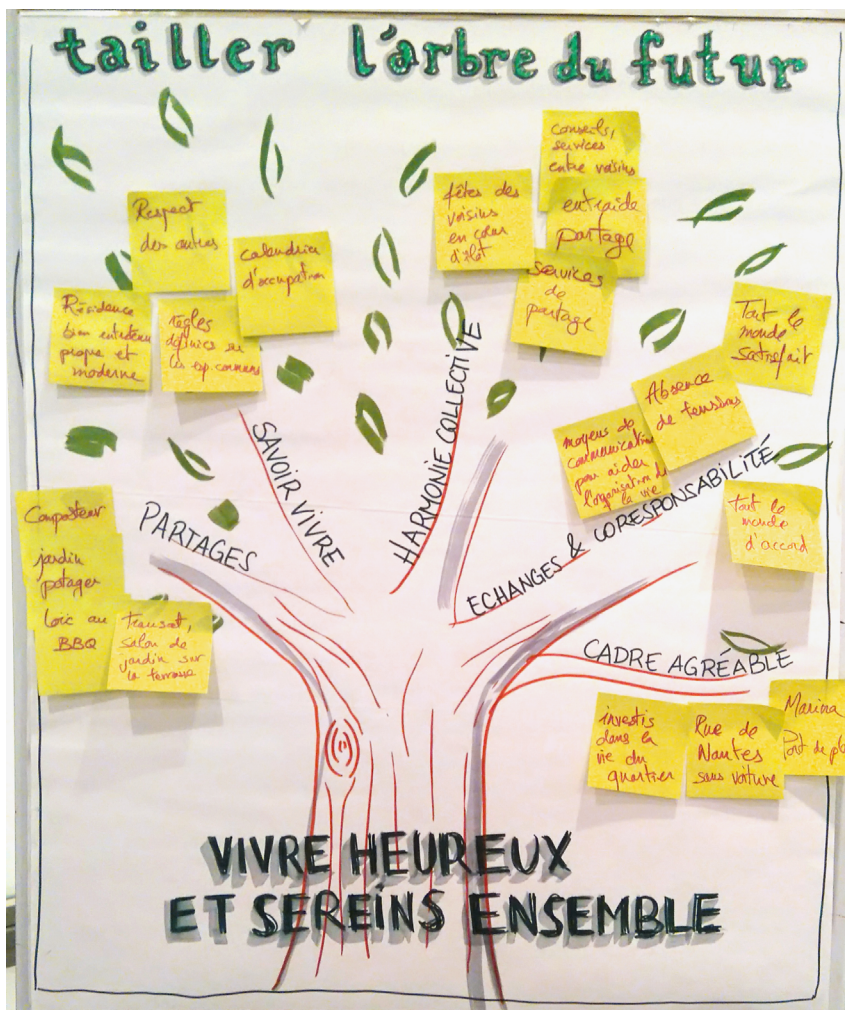 tailler l'arbre du futur
conseils,
services
entre voisins
fêtes des
voisins
en cœur
d'îlot
entraide
partage
services
de
partage
Respect
des autres
calendrier
d'occupation
Résidence
bien entretenue
propre et
moderne
règles
définies sur
les esp. communs
Tout le
monde
satisfait
Absence
de tensions
moyens de
communication
pour aider
l'organisation de
la vie
SAVOIR VIVRE
HARMONIE COLLECTIVE
PARTAGES
ECHANGES & CORESPONSABILITÉ
Composteur
jardin
potager
loïc au
BBQ
transat,
salon de
jardin sur
la terrasse
Tout le
monde
d'accord
CADRE AGRÉABLE
investis
dans la
vie du
quartier
Rue de
Nantes
sans voiture
Marina
VIVRE HEUREUX
ET SEREINS ENSEMBLE